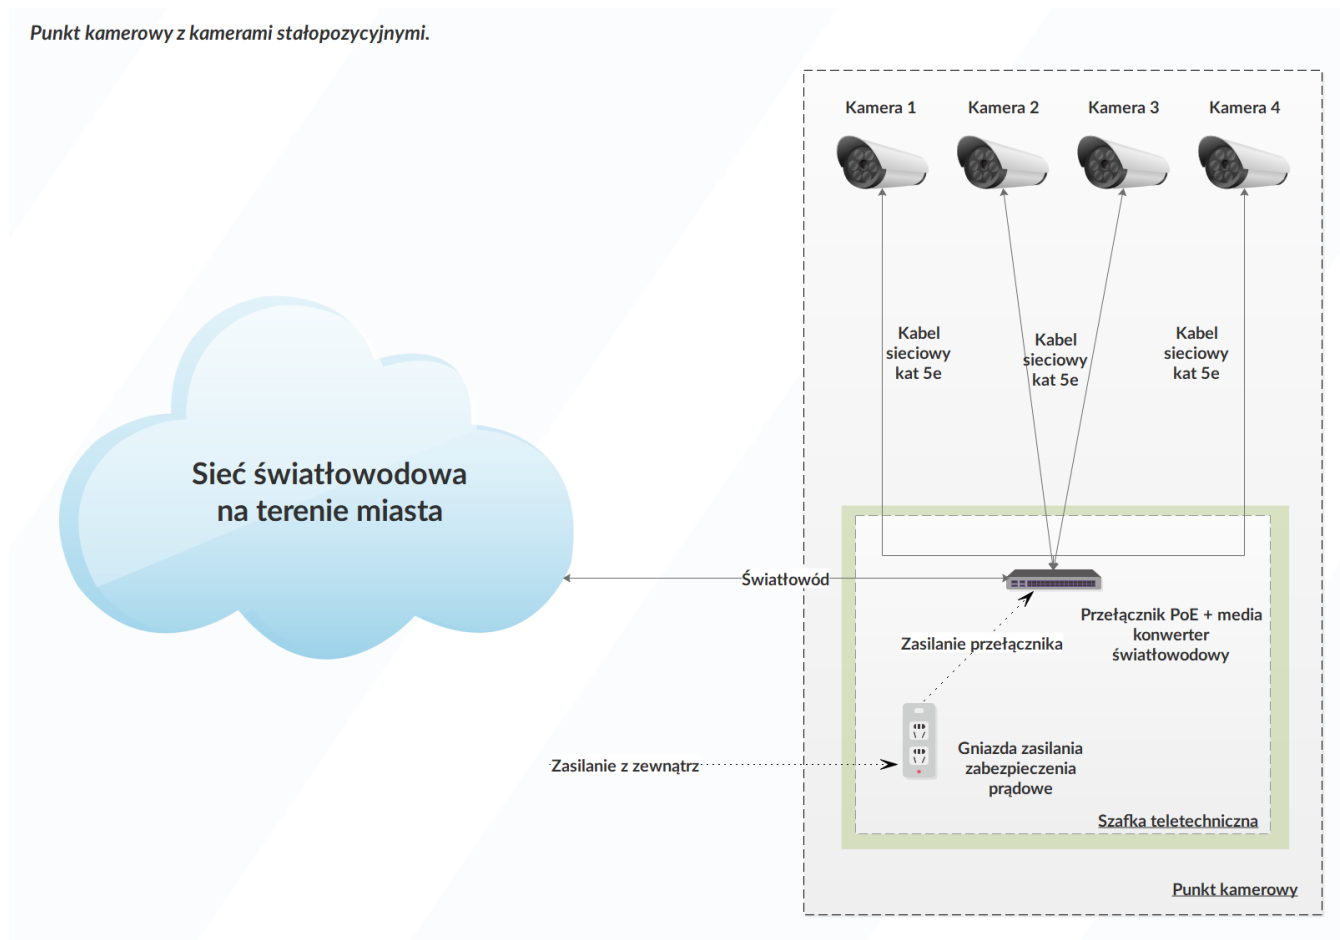 Punkt kamerowy z kamerami stałopozycyjnymi.
Kamera 1
Kamera 2
Kamera 3
Kamera 4
Kabel
sieciowy
kat 5e
Kabel
sieciowy
kat 5e
Kabel
sieciowy
kat 5e
Sieć światłowodowa
na terenie miasta
Światłowód
Przełącznik PoE + media
konwerter
światłowodowy
Zasilanie przełącznika
Zasilanie z zewnątrz
Gniazda zasilania
zabezpieczenia
prądowe
Szafka teletechniczna
Punkt kamerowy